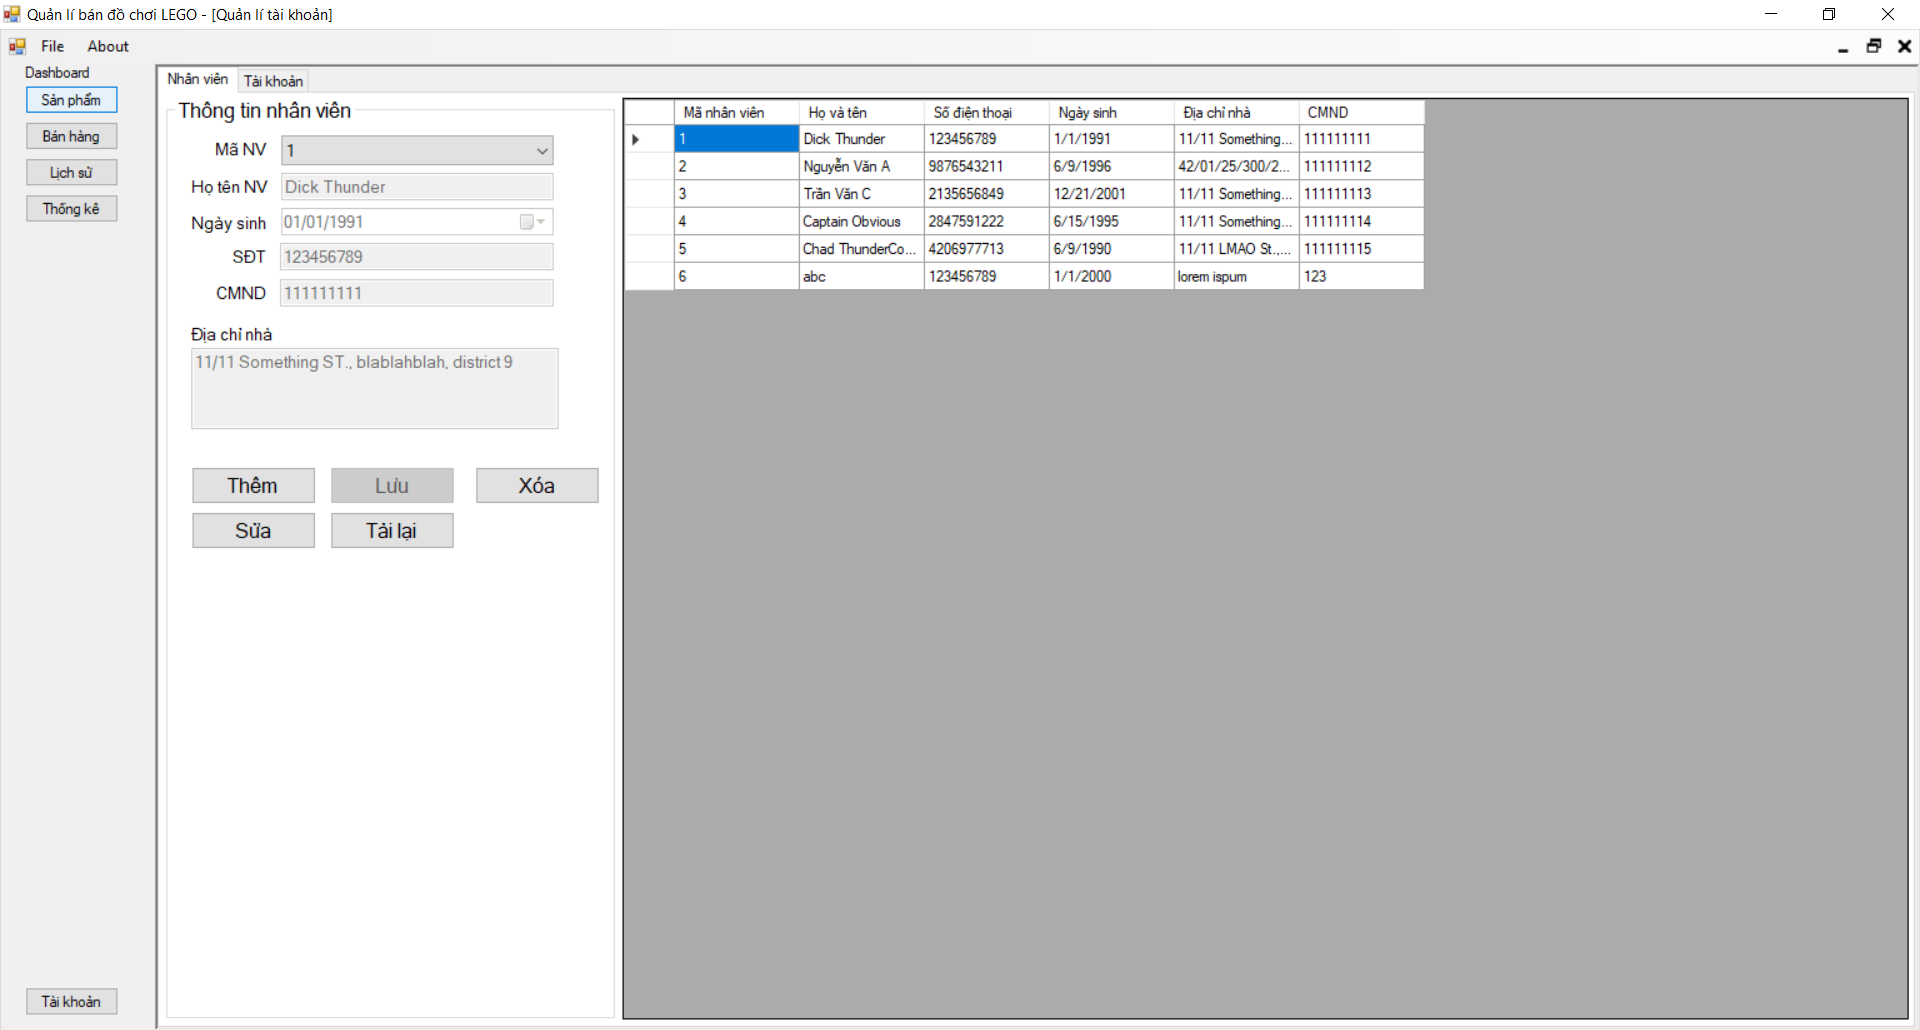 Quản lí bán đồ chơi LEGO - [Quản lí tài khoản]
File About
Dashboard
Sản phẩm
Bán hàng
Lịch sử
Thống kê
Tài khoản
Nhân viên Tài khoản
Thông tin nhân viên
Mã NV 1
Họ tên NV Dick Thunder
Ngày sinh 01/01/1991
SĐT 123456789
CMND 111111111
Địa chỉ nhà
11/11 Something ST., blablahblah, district 9
Thêm Lưu Xóa
Sửa Tải lại
Mã nhân viên Họ và tên Số điện thoại Ngày sinh Địa chỉ nhà CMND
1 Dick Thunder 123456789 1/1/1991 11/11 Something... 111111111
2 Nguyễn Văn A 9876543211 6/9/1996 42/01/25/300/2... 111111112
3 Trần Văn C 2135656849 12/21/2001 11/11 Something... 111111113
4 Captain Obvious 2847591222 6/15/1995 11/11 Something... 111111114
5 Chad ThunderCo... 4206977713 6/9/1990 11/11 LMAO St.,... 111111115
6 abc 123456789 1/1/2000 lorem ispum 123